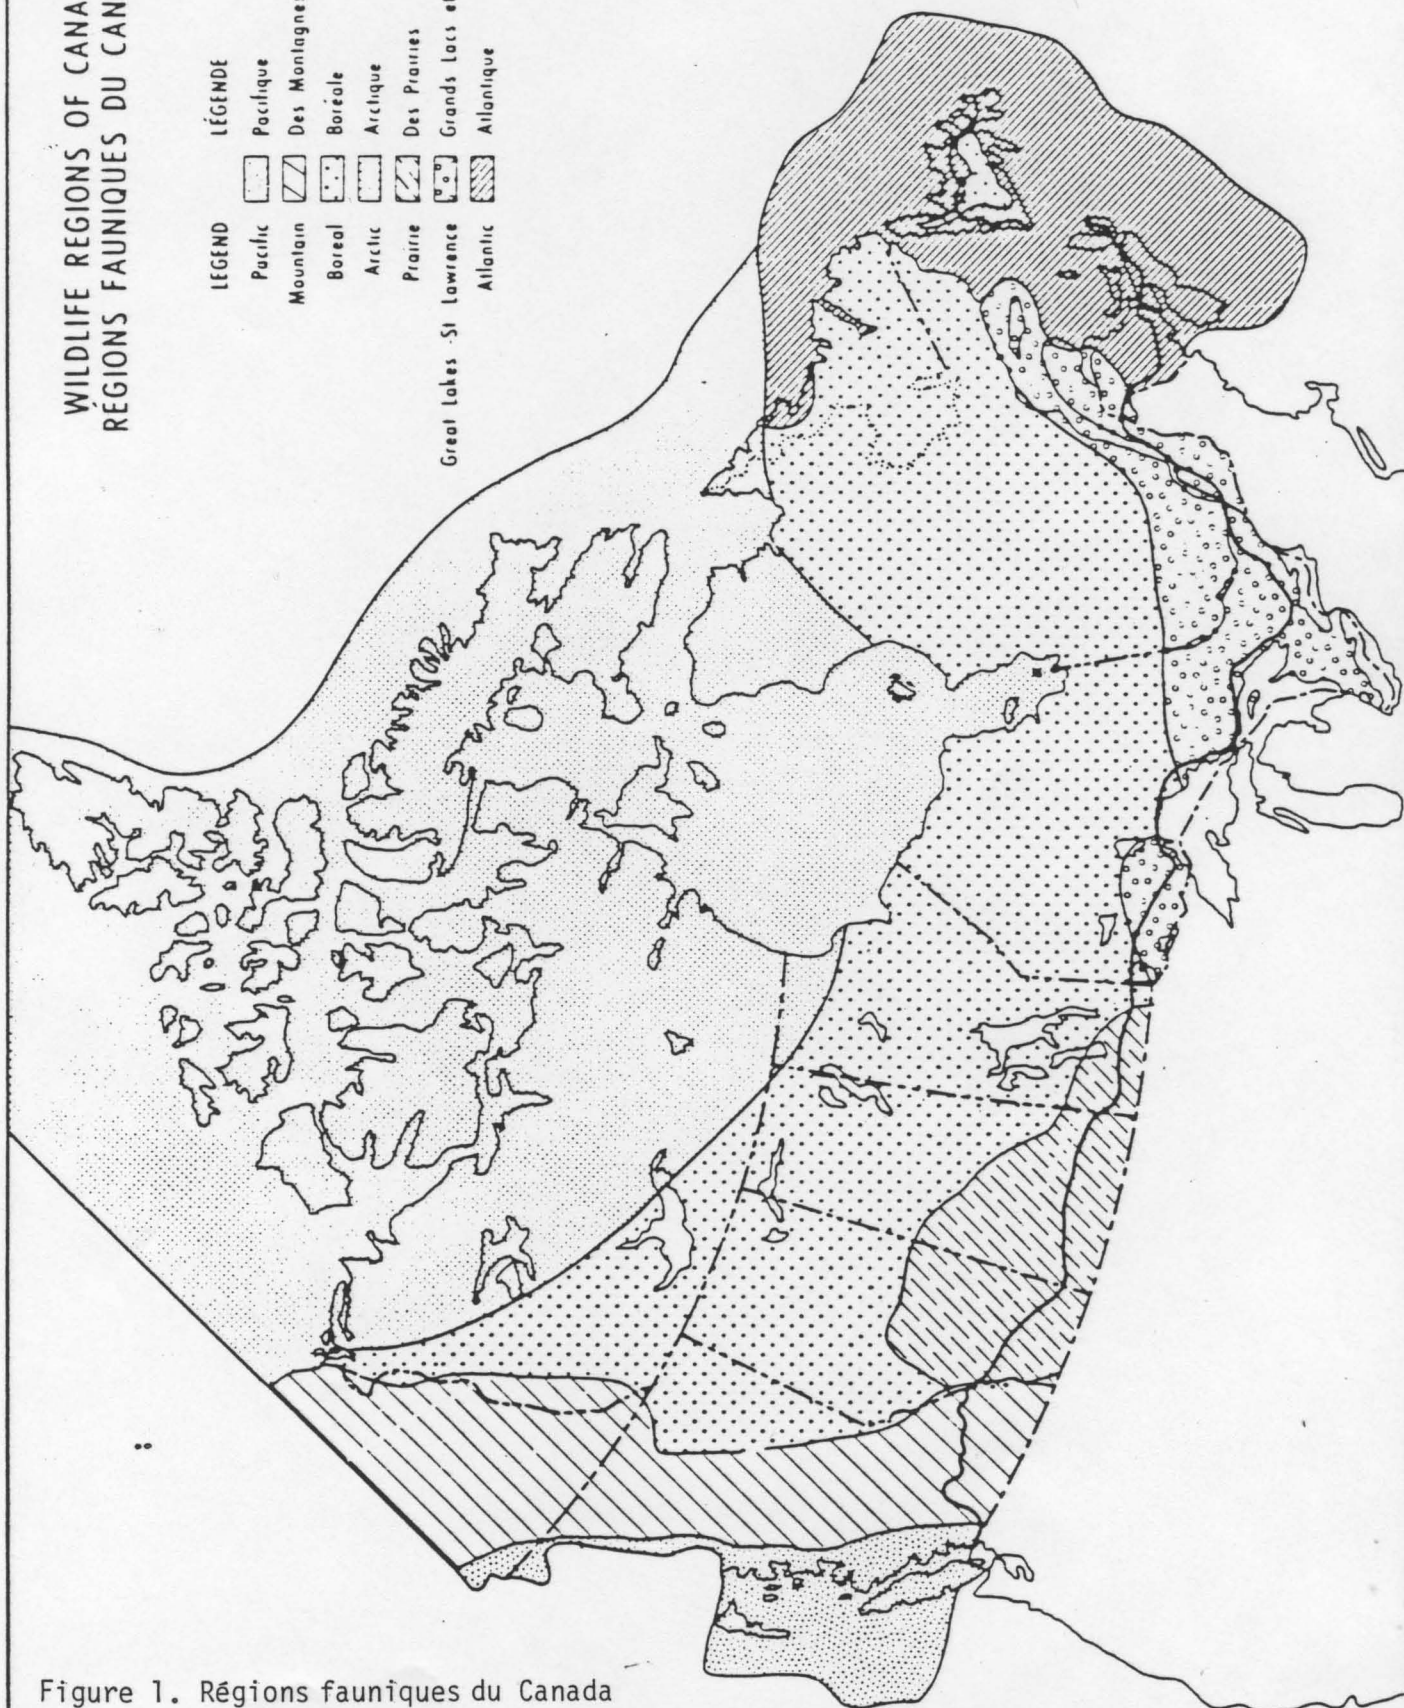 WILDLIFE REGIONS OF CANA
RÉGIONS FAUNIQUES DU CAN
LEGEND LÉGENDE
Pacific Pacifique
Mountain Des Montagnes
Boreal Boréale
Arctic Arctique
Prairie Des Prairies
Great Lakes - St Lawrence Grands Lacs et
Atlantic Atlantique
Figure 1. Régions fauniques du Canada